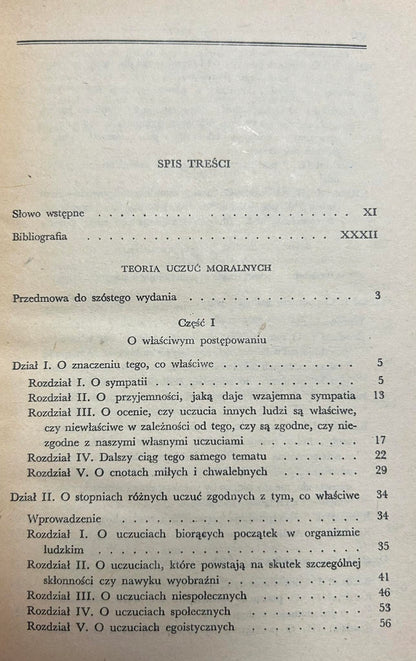 SPIS TREŚCI
Słowo wstępne . . . . . . . . . . . . . . . . . . . XI
Bibliografia . . . . . . . . . . . . . . . . . . . XXXII
TEORIA UCZUĆ MORALNYCH
Przedmowa do szóstego wydania . . . . . . . . . . . . 3
Część I
O właściwym postępowaniu
Dział I. O znaczeniu tego, co właściwe . . . . . . . . . . 5
Rozdział I. O sympatii . . . . . . . . . . . . . . . 5
Rozdział II. O przyjemności, jaką daje wzajemna sympatia 13
Rozdział III. O ocenie, czy uczucia innych ludzi są właściwe,
czy niewłaściwe w zależności od tego, czy są zgodne, czy nie-
zgodne z naszymi własnymi uczuciami . . . . . . . . 17
Rozdział IV. Dalszy ciąg tego samego tematu . . . . . . 22
Rozdział V. O cnotach miłych i chwalebnych . . . . . . 29
Dział II. O stopniach różnych uczuć zgodnych z tym, co właściwe 34
Wprowadzenie . . . . . . . . . . . . . . . . . . 34
Rozdział I. O uczuciach biorących początek w organizmie
ludzkim . . . . . . . . . . . . . . . . . . . . 35
Rozdział II. O uczuciach, które powstają na skutek szczególnej
skłonności czy nawyku wyobraźni . . . . . . . . . . 41
Rozdział III. O uczuciach niespołecznych . . . . . . . . 46
Rozdział IV. O uczuciach społecznych . . . . . . . . . 53
Rozdział V. O uczuciach egoistycznych . . . . . . . . . 56